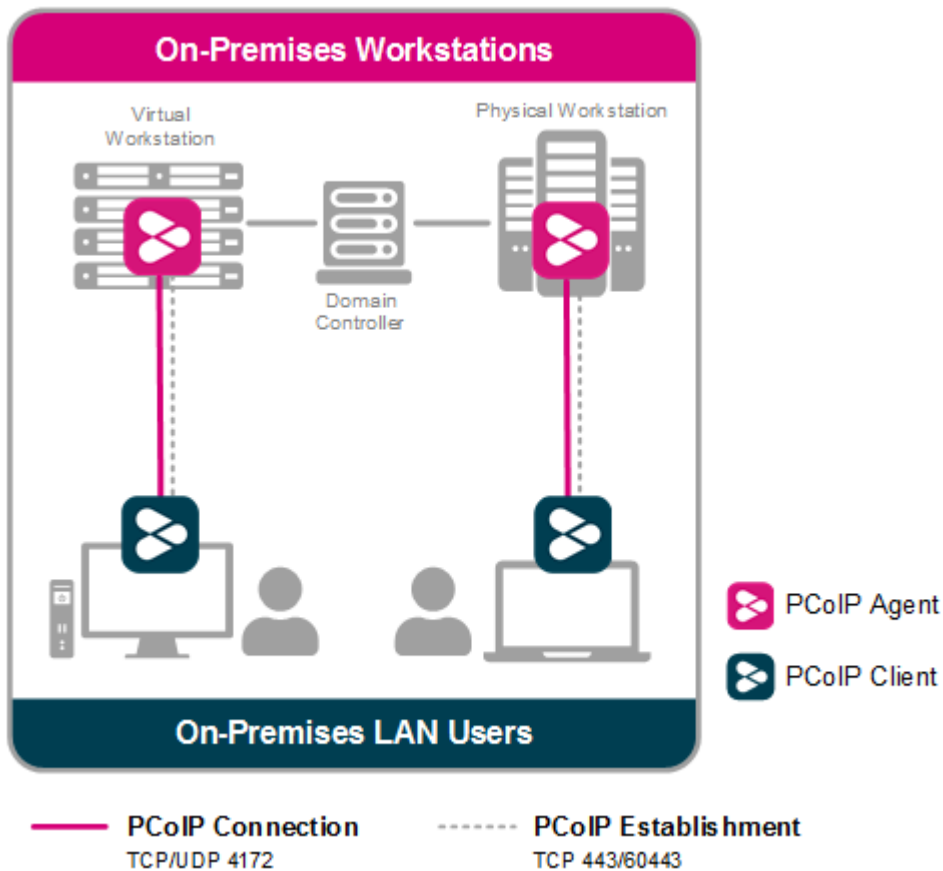 On-Premises Workstations
Virtual
Workstation
Physical Workstation
Domain
Controller
PCoIP Agent
PCoIP Client
On-Premises LAN Users
PCoIP Connection
TCP/UDP 4172
PCoIP Establishment
TCP 443/60443